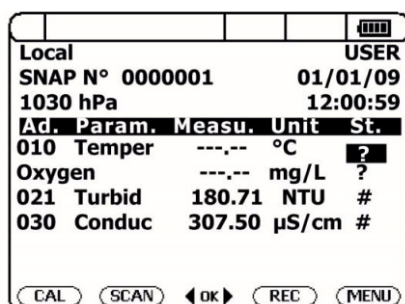 Local USER
SNAP N° 0000001 01/01/09
1030 hPa 12:00:59
Ad. Param. Measu. Unit St.
010 Temper ---.-- °C ?
Oxygen ---.-- mg/L ?
021 Turbid 180.71 NTU #
030 Conduc 307.50 µS/cm #
CAL SCAN OK REC MENU